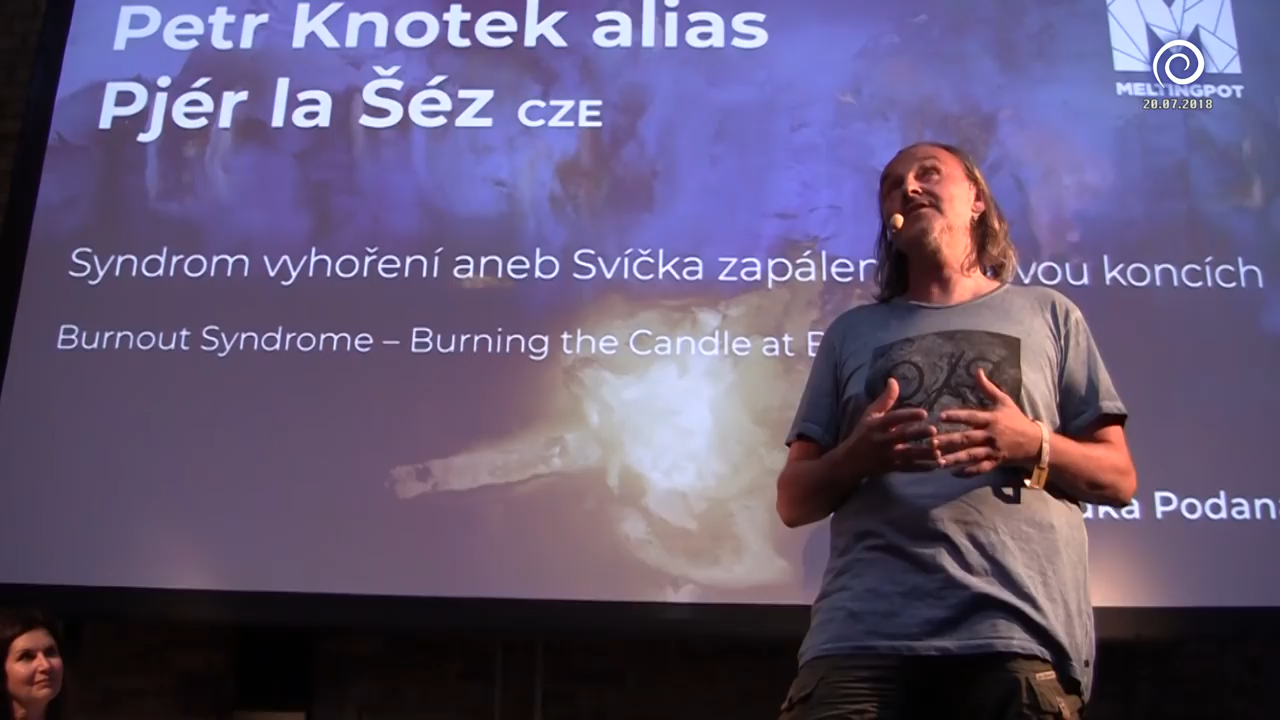 Petr Knotek alias
Pjér la Šéz CZE
MELTINGPOT
20.07.2018
Syndrom vyhoření aneb Svíčka zapálen vou koncích
Burnout Syndrome – Burning the Candle at
dka Podan